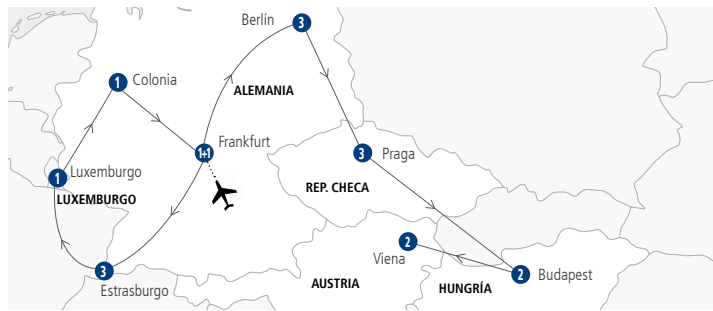 Berlín
3
1
Colonia
ALEMANIA
1+1
Frankfurt
3
Praga
1
Luxemburgo
LUXEMBURGO
REP. CHECA
2
Viena
3
Estrasburgo
2
Budapest
AUSTRIA
HUNGRÍA